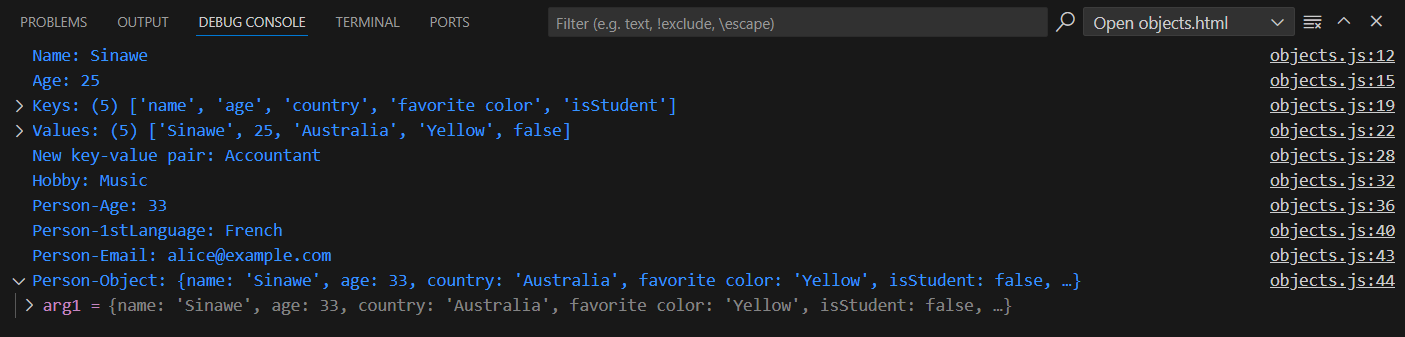 PROBLEMS OUTPUT DEBUG CONSOLE TERMINAL PORTS Filter (e.g. text, !exclude, \escape) Open objects.html
Name: Sinawe objects.js:12
Age: 25 objects.js:15
Keys: (5) ['name', 'age', 'country', 'favorite color', 'isStudent'] objects.js:19
Values: (5) ['Sinawe', 25, 'Australia', 'Yellow', false] objects.js:22
New key-value pair: Accountant objects.js:28
Hobby: Music objects.js:32
Person-Age: 33 objects.js:36
Person-1stLanguage: French objects.js:40
Person-Email: alice@example.com objects.js:43
Person-Object: {name: 'Sinawe', age: 33, country: 'Australia', favorite color: 'Yellow', isStudent: false, …} objects.js:44
arg1 = {name: 'Sinawe', age: 33, country: 'Australia', favorite color: 'Yellow', isStudent: false, …}